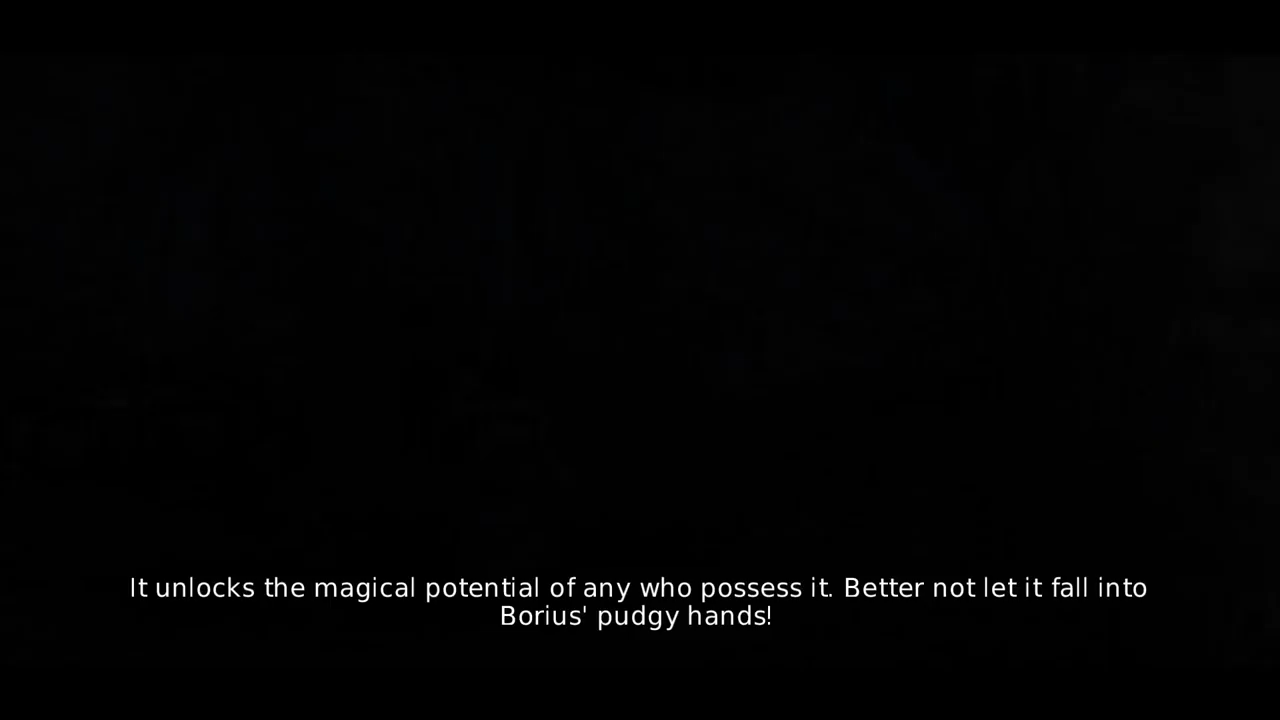 It unlocks the magical potential of any who possess it. Better not let it fall into
Borius' pudgy hands!